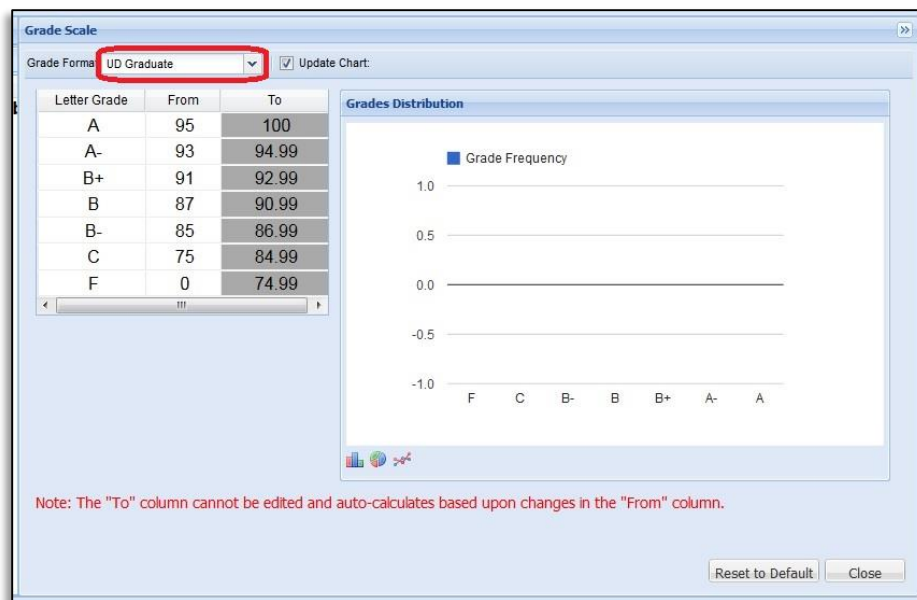 Grade Scale
Grade Forma UD Graduate Update Chart:
Letter Grade From To
A 95 100
A- 93 94.99
B+ 91 92.99
B 87 90.99
B- 85 86.99
C 75 84.99
F 0 74.99
Grades Distribution
Grade Frequency
1.0
0.5
0.0
-0.5
-1.0
F C B- B B+ A- A
Note: The "To" column cannot be edited and auto-calculates based upon changes in the "From" column.
Reset to Default Close